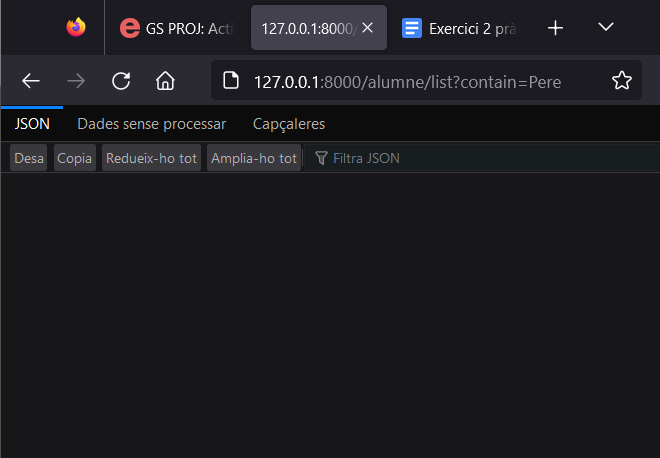 GS PROJ: Acti
127.0.0.1:8000/
Exercici 2 prà
127.0.0.1:8000/alumne/list?contain=Pere
JSON Dades sense processar Capçaleres
Desa Copia Redueix-ho tot Amplia-ho tot Filtra JSON